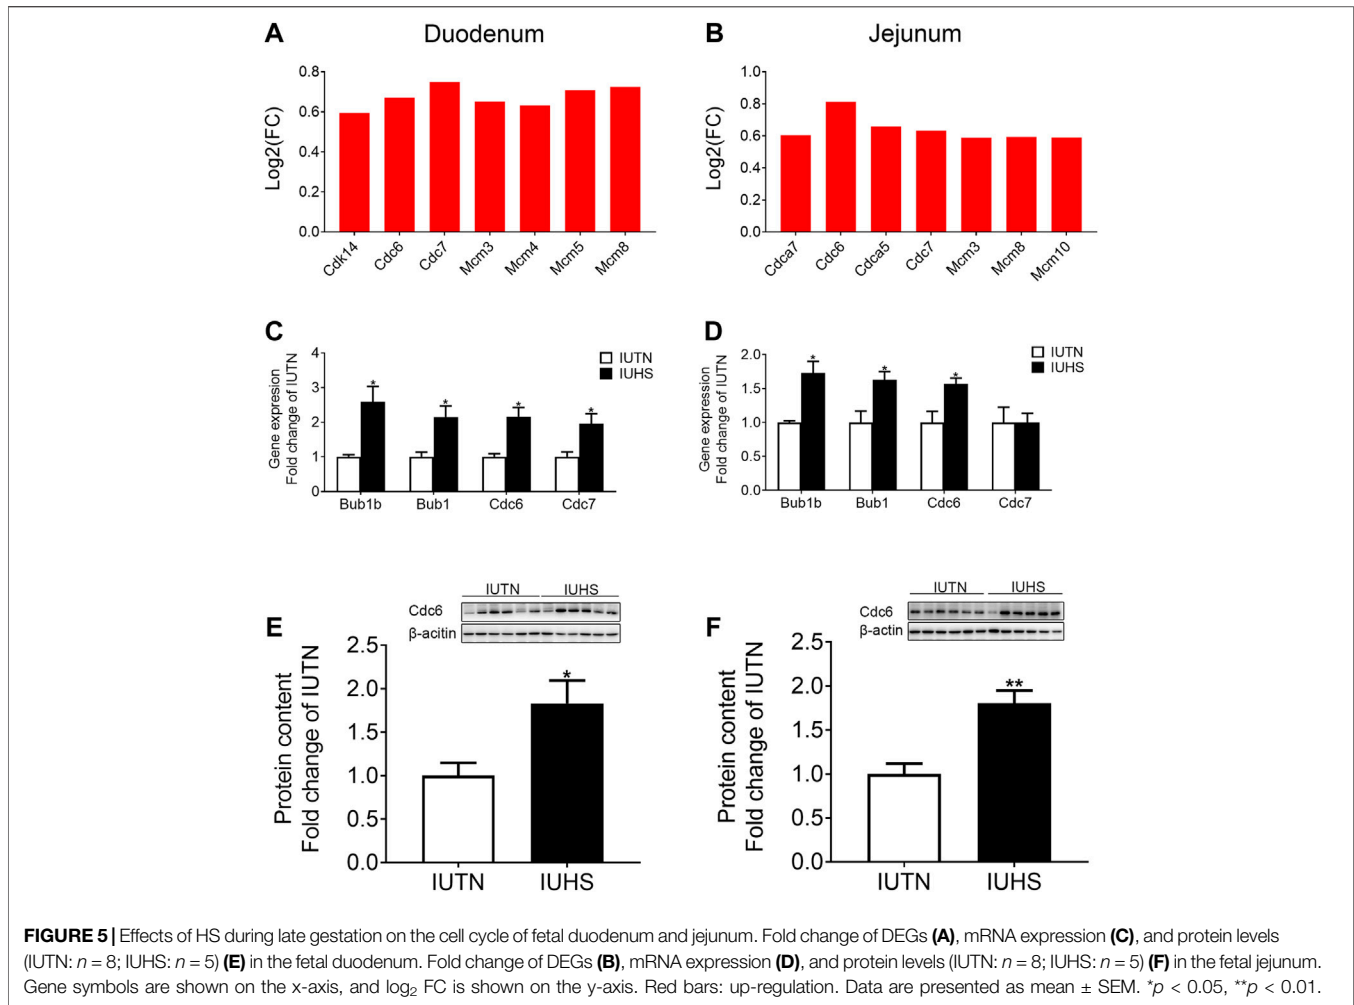 A Duodenum
Log2(FC)
0.8
0.6
0.4
0.2
0.0
Cdk14 Cdc6 Cdc7 Mcm3 Mcm4 Mcm5 Mcm8
B Jejunum
Log2(FC)
1.0
0.8
0.6
0.4
0.2
0.0
Cdca7 Cdc6 Cdca5 Cdc7 Mcm3 Mcm8 Mcm10
C
Gene expression
Fold change of IUTN
4
3
2
1
0
IUTN
IUHS
* * * *
Bub1b Bub1 Cdc6 Cdc7
D
Gene expression
Fold change of IUTN
2.0
1.5
1.0
0.5
0.0
IUTN
IUHS
* * *
Bub1b Bub1 Cdc6 Cdc7
E
IUTN IUHS
Cdc6
β-acitin
Protein content
Fold change of IUTN
2.5
2.0
1.5
1.0
0.5
0.0
*
IUTN IUHS
F
IUTN IUHS
Cdc6
β-actin
Protein content
Fold change of IUTN
2.5
2.0
1.5
1.0
0.5
0.0
**
IUTN IUHS
FIGURE 5 | Effects of HS during late gestation on the cell cycle of fetal duodenum and jejunum. Fold change of DEGs (A), mRNA expression (C), and protein levels
(IUTN: n = 8; IUHS: n = 5) (E) in the fetal duodenum. Fold change of DEGs (B), mRNA expression (D), and protein levels (IUTN: n = 8; IUHS: n = 5) (F) in the fetal jejunum.
Gene symbols are shown on the x-axis, and log₂ FC is shown on the y-axis. Red bars: up-regulation. Data are presented as mean ± SEM. *p < 0.05, **p < 0.01.